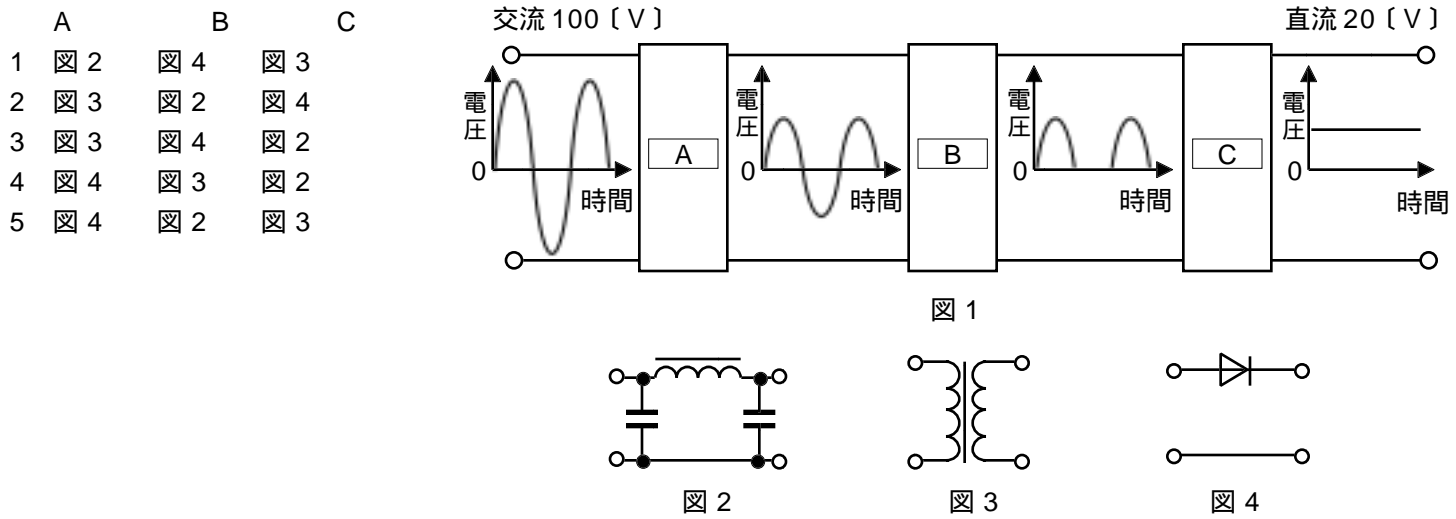 A B C
1 図 2 図 4 図 3
2 図 3 図 2 図 4
3 図 3 図 4 図 2
4 図 4 図 3 図 2
5 図 4 図 2 図 3
交流 100〔V〕 直流 20〔V〕
電圧 電圧 電圧 電圧
A B C
0 0 0 0
時間 時間 時間 時間
図 1
図 2 図 3 図 4